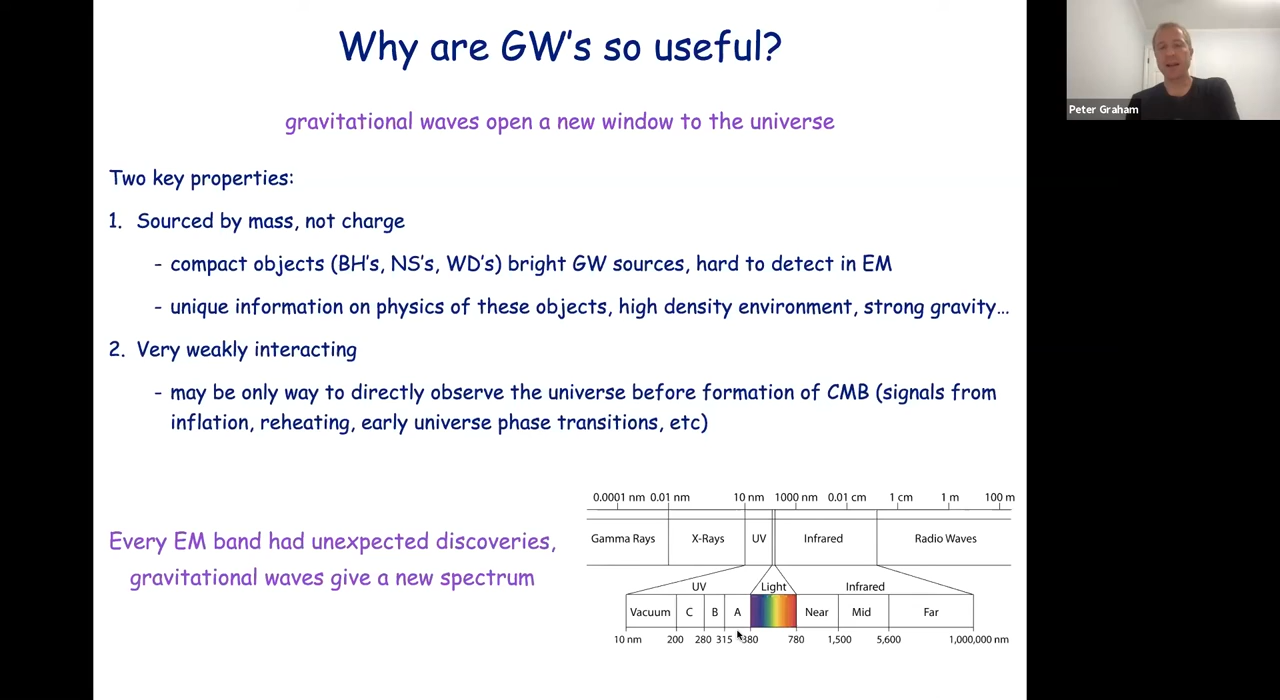 Why are GW's so useful?
gravitational waves open a new window to the universe
Two key properties:
1. Sourced by mass, not charge
- compact objects (BH's, NS's, WD's) bright GW sources, hard to detect in EM
- unique information on physics of these objects, high density environment, strong gravity...
2. Very weakly interacting
- may be only way to directly observe the universe before formation of CMB (signals from
inflation, reheating, early universe phase transitions, etc)
Every EM band had unexpected discoveries,
gravitational waves give a new spectrum
0.0001 nm 0.01 nm 10 nm 1000 nm 0.01 cm 1 cm 1 m 100 m
Gamma Rays X-Rays UV Infrared Radio Waves
UV Light Infrared
Vacuum C B A Near Mid Far
10 nm 200 280 315 380 780 1,500 5,600 1,000,000 nm
Peter Graham